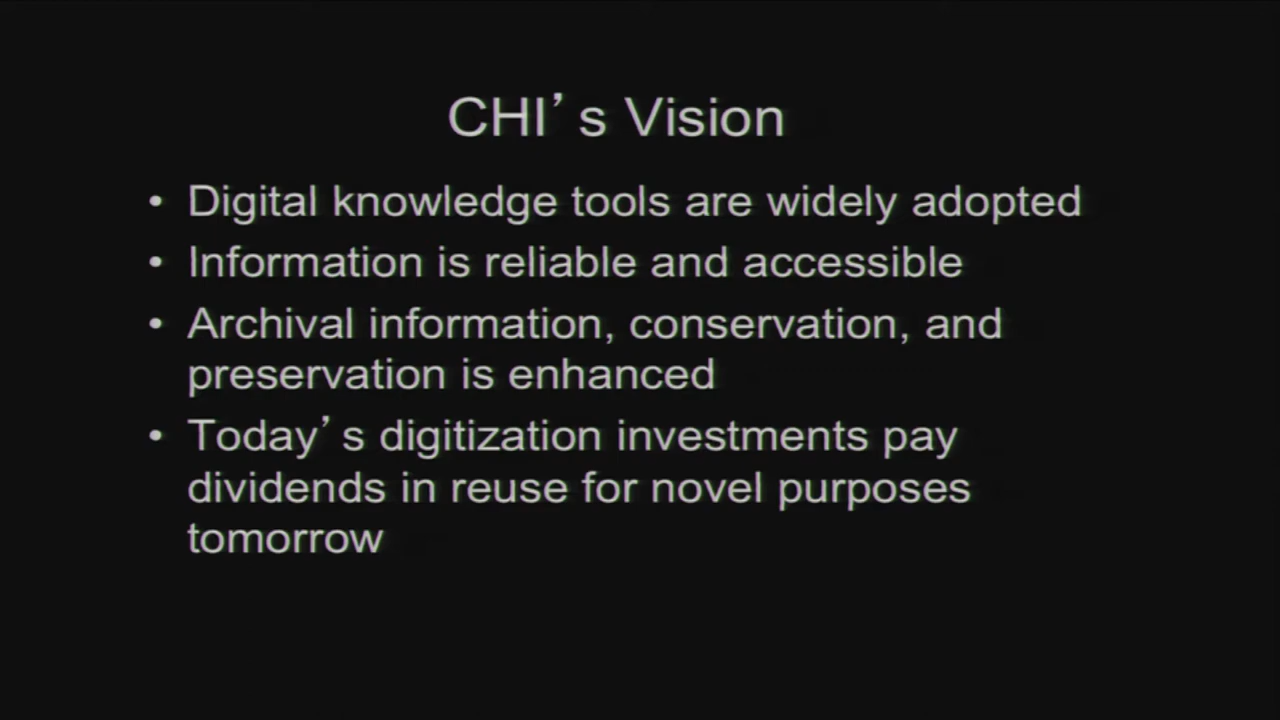 CHI’s Vision
• Digital knowledge tools are widely adopted
• Information is reliable and accessible
• Archival information, conservation, and
preservation is enhanced
• Today’s digitization investments pay
dividends in reuse for novel purposes
tomorrow